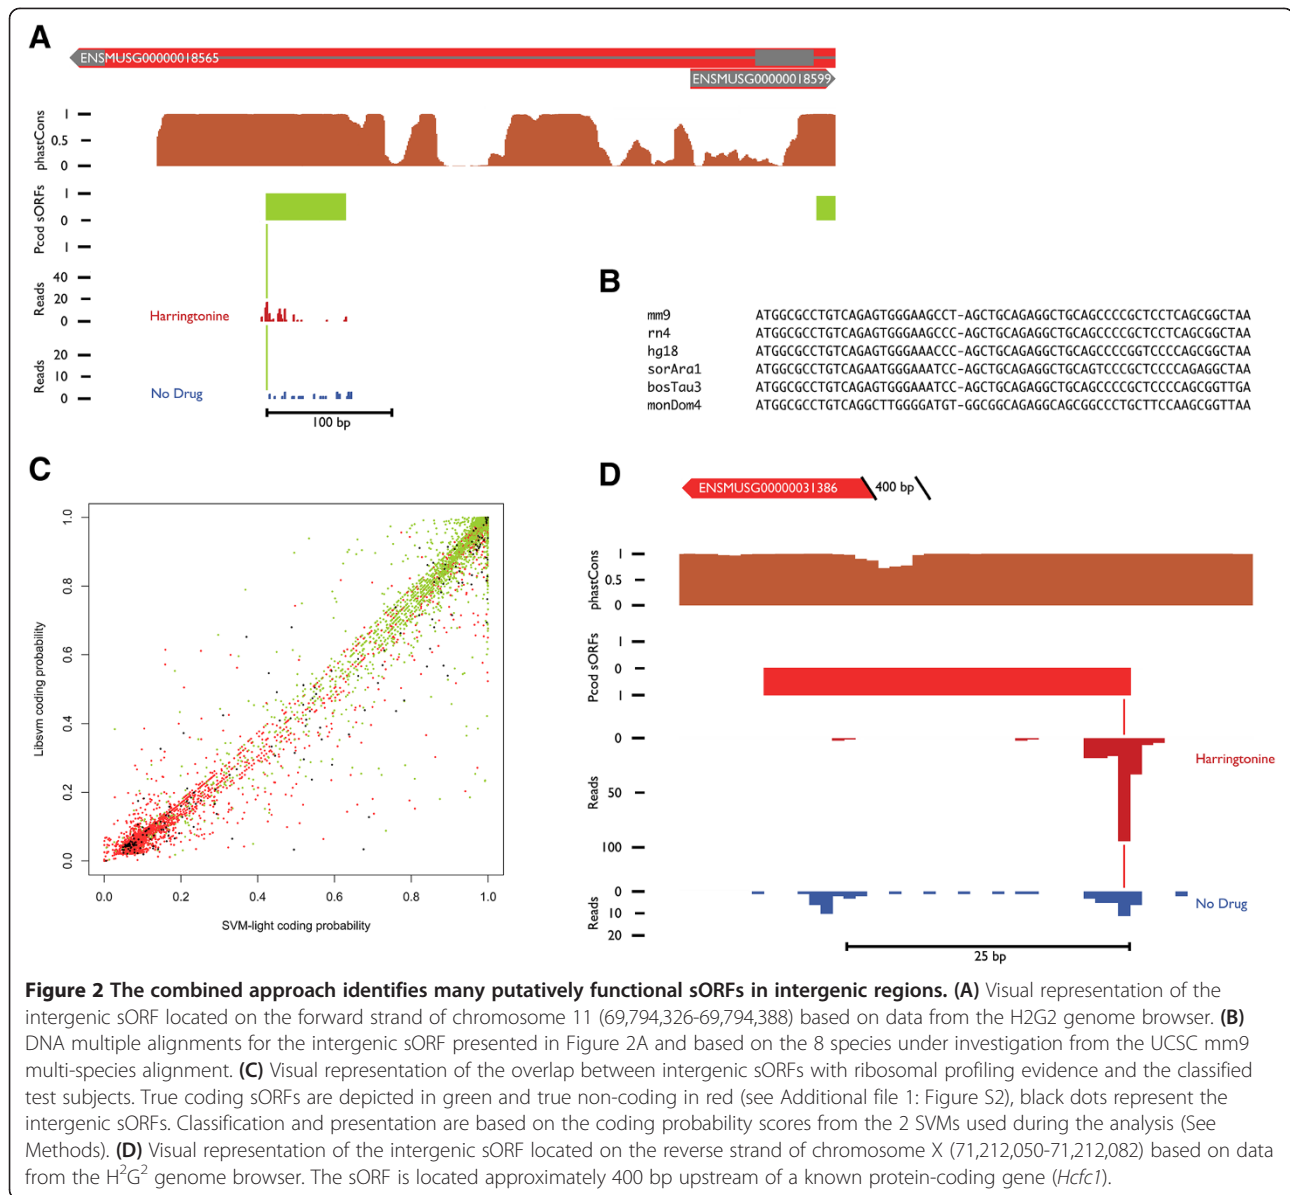 A
ENSMUSG00000018565
ENSMUSG00000018599
phastCons
1
0.5
0
Pcod sORFs
1
0
1
Reads
40
20
0
Harringtonine
Reads
20
10
0
No Drug
100 bp
B
mm9 ATGGCGCCTGTCAGAGTGGGAAGCCT-AGCTGCAGAGGCTGCAGCCCCGCTCCTCAGCGGCTAA
rn4 ATGGCGCCTGTCAGAGTGGGAAGCCC-AGCTGCAGAGGCTGCAGCCCCGCTCCCCAGCGGCTAA
hg18 ATGGCGCCTGTCAGAGTGGGAAACCC-AGCTGCAGAGGCTGCAGCCCCGGTCCCCAGCGGCTAA
sorAra1 ATGGCGCCTGTCAGAATGGGAAATCC-AGCTGCAGAGGCTGCAGTCCCGCTCCCCAGAGGCTAA
bosTau3 ATGGCGCCTGTCAGAGTGGGAAATCC-AGCTGCAGAGGCTGCAGCCCCGCTCCCCAGCGGTTGA
monDom4 ATGGCGCCTGTCAGGCTTGGGGATGT-GGCGGCAGAGGCAGCGGCCCTGCTTCCAAGCGGTTAA
C
Libsvm coding probability
1.0
0.8
0.6
0.4
0.2
0.0
0.0 0.2 0.4 0.6 0.8 1.0
SVM-light coding probability
D
ENSMUSG00000031386
400 bp
phastCons
1
0.5
0
Pcod sORFs
1
0
1
Reads
0
50
100
Harringtonine
Reads
0
10
20
No Drug
25 bp
Figure 2 The combined approach identifies many putatively functional sORFs in intergenic regions. (A) Visual representation of the
intergenic sORF located on the forward strand of chromosome 11 (69,794,326-69,794,388) based on data from the H2G2 genome browser. (B)
DNA multiple alignments for the intergenic sORF presented in Figure 2A and based on the 8 species under investigation from the UCSC mm9
multi-species alignment. (C) Visual representation of the overlap between intergenic sORFs with ribosomal profiling evidence and the classified
test subjects. True coding sORFs are depicted in green and true non-coding in red (see Additional file 1: Figure S2), black dots represent the
intergenic sORFs. Classification and presentation are based on the coding probability scores from the 2 SVMs used during the analysis (See
Methods). (D) Visual representation of the intergenic sORF located on the reverse strand of chromosome X (71,212,050-71,212,082) based on data
from the H²G² genome browser. The sORF is located approximately 400 bp upstream of a known protein-coding gene (Hcfc1).